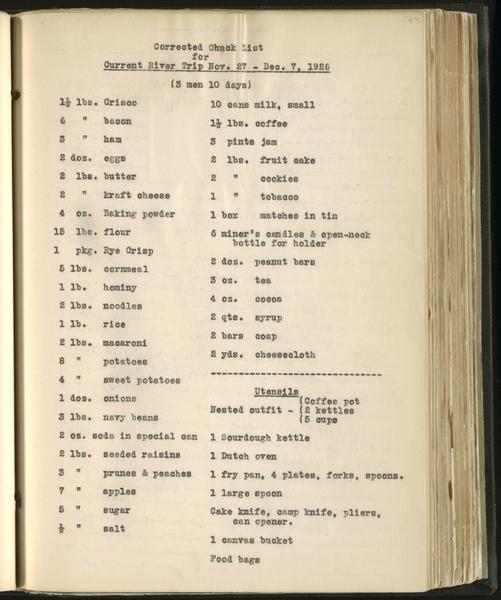 Corrected Chuck List
for
Current River Trip Nov. 27 - Dec. 7, 1926
(3 men 10 days)
1½ lbs. Crisco
6 " bacon
3 " ham
2 doz. eggs
2 lbs. butter
2 " kraft cheese
4 oz. Baking powder
15 lbs. flour
1 pkg. Rye Crisp
5 lbs. cornmeal
1 lb. hominy
2 lbs. noodles
1 lb. rice
2 lbs. macaroni
8 " potatoes
4 " sweet potatoes
1 doz. onions
3 lbs. navy beans
2 oz. soda in special can
2 lbs. seeded raisins
3 " prunes & peaches
7 " apples
5 " sugar
½ " salt
10 cans milk, small
1½ lbs. coffee
3 pints jam
2 lbs. fruit cake
2 " cookies
1 " tobacco
1 box matches in tin
6 miner's candles & open-neck
bottle for holder
2 doz. peanut bars
3 oz. tea
4 oz. cocoa
2 qts. syrup
2 bars soap
2 yds. cheesecloth
---------------------------------
Utensils
Nested outfit - (Coffee pot
(2 kettles
(5 cups
1 Sourdough kettle
1 Dutch oven
1 fry pan, 4 plates, forks, spoons.
1 large spoon
Cake knife, camp knife, pliers,
can opener.
1 canvas bucket
Food bags